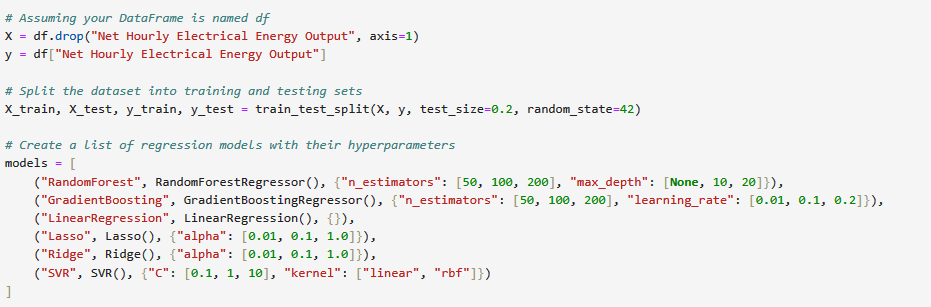 # Assuming your DataFrame is named df
X = df.drop("Net Hourly Electrical Energy Output", axis=1)
y = df["Net Hourly Electrical Energy Output"]
# Split the dataset into training and testing sets
X_train, X_test, y_train, y_test = train_test_split(X, y, test_size=0.2, random_state=42)
# Create a list of regression models with their hyperparameters
models = [
    ("RandomForest", RandomForestRegressor(), {"n_estimators": [50, 100, 200], "max_depth": [None, 10, 20]}),
    ("GradientBoosting", GradientBoostingRegressor(), {"n_estimators": [50, 100, 200], "learning_rate": [0.01, 0.1, 0.2]}),
    ("LinearRegression", LinearRegression(), {}),
    ("Lasso", Lasso(), {"alpha": [0.01, 0.1, 1.0]}),
    ("Ridge", Ridge(), {"alpha": [0.01, 0.1, 1.0]}),
    ("SVR", SVR(), {"C": [0.1, 1, 10], "kernel": ["linear", "rbf"]})
]